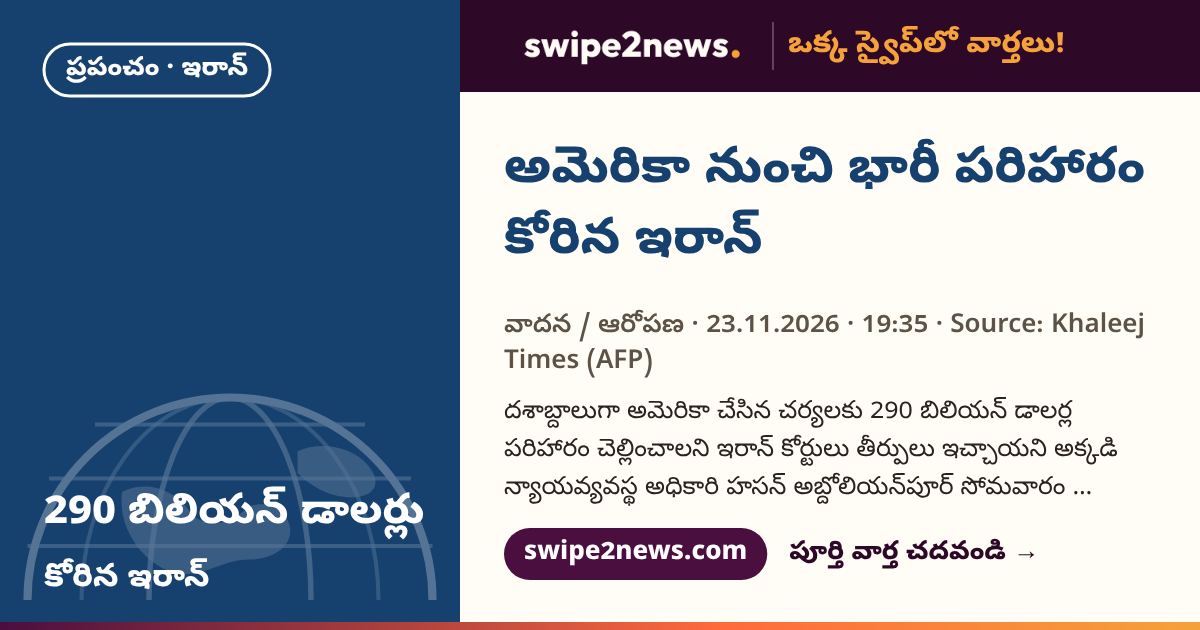 ప్రపంచం · ఇరాన్
290 బిలియన్ డాలర్లు
కోరిన ఇరాన్
swipe2news.
ఒక్క స్వైప్‌లో వార్తలు!
అమెరికా నుంచి భారీ పరిహారం
కోరిన ఇరాన్
వాదన / ఆరోపణ · 23.11.2026 · 19:35 · Source: Khaleej
Times (AFP)
దశాబ్దాలుగా అమెరికా చేసిన చర్యలకు 290 బిలియన్ డాలర్ల
పరిహారం చెల్లించాలని ఇరాన్ కోర్టులు తీర్పులు ఇచ్చాయని అక్కడి
న్యాయవ్యవస్థ అధికారి హసన్ అబ్దోలియన్‌పూర్ సోమవారం ...
swipe2news.com
పూర్తి వార్త చదవండి →